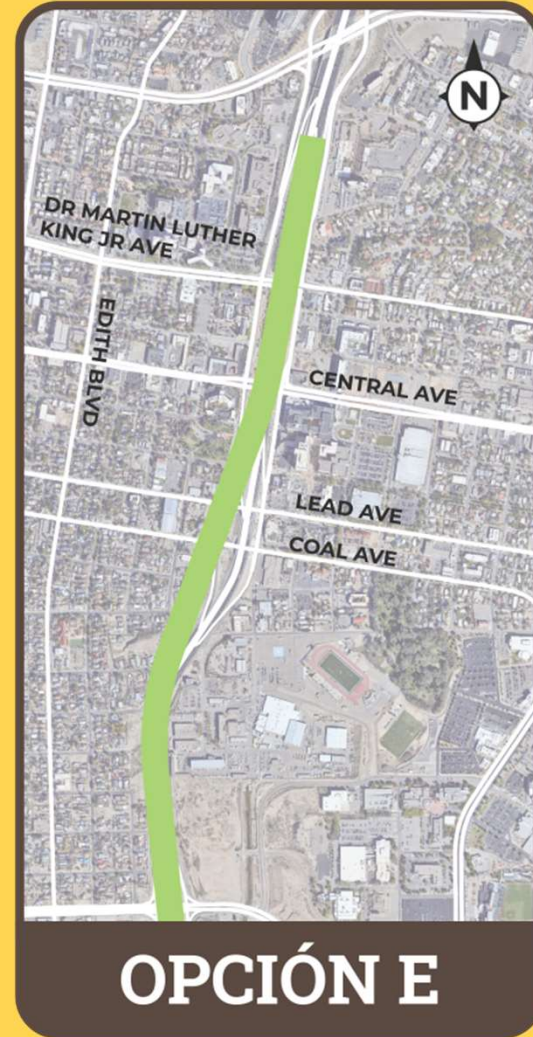 N
DR MARTIN LUTHER
KING JR AVE
EDITH BLVD
CENTRAL AVE
LEAD AVE
COAL AVE
OPCIÓN E